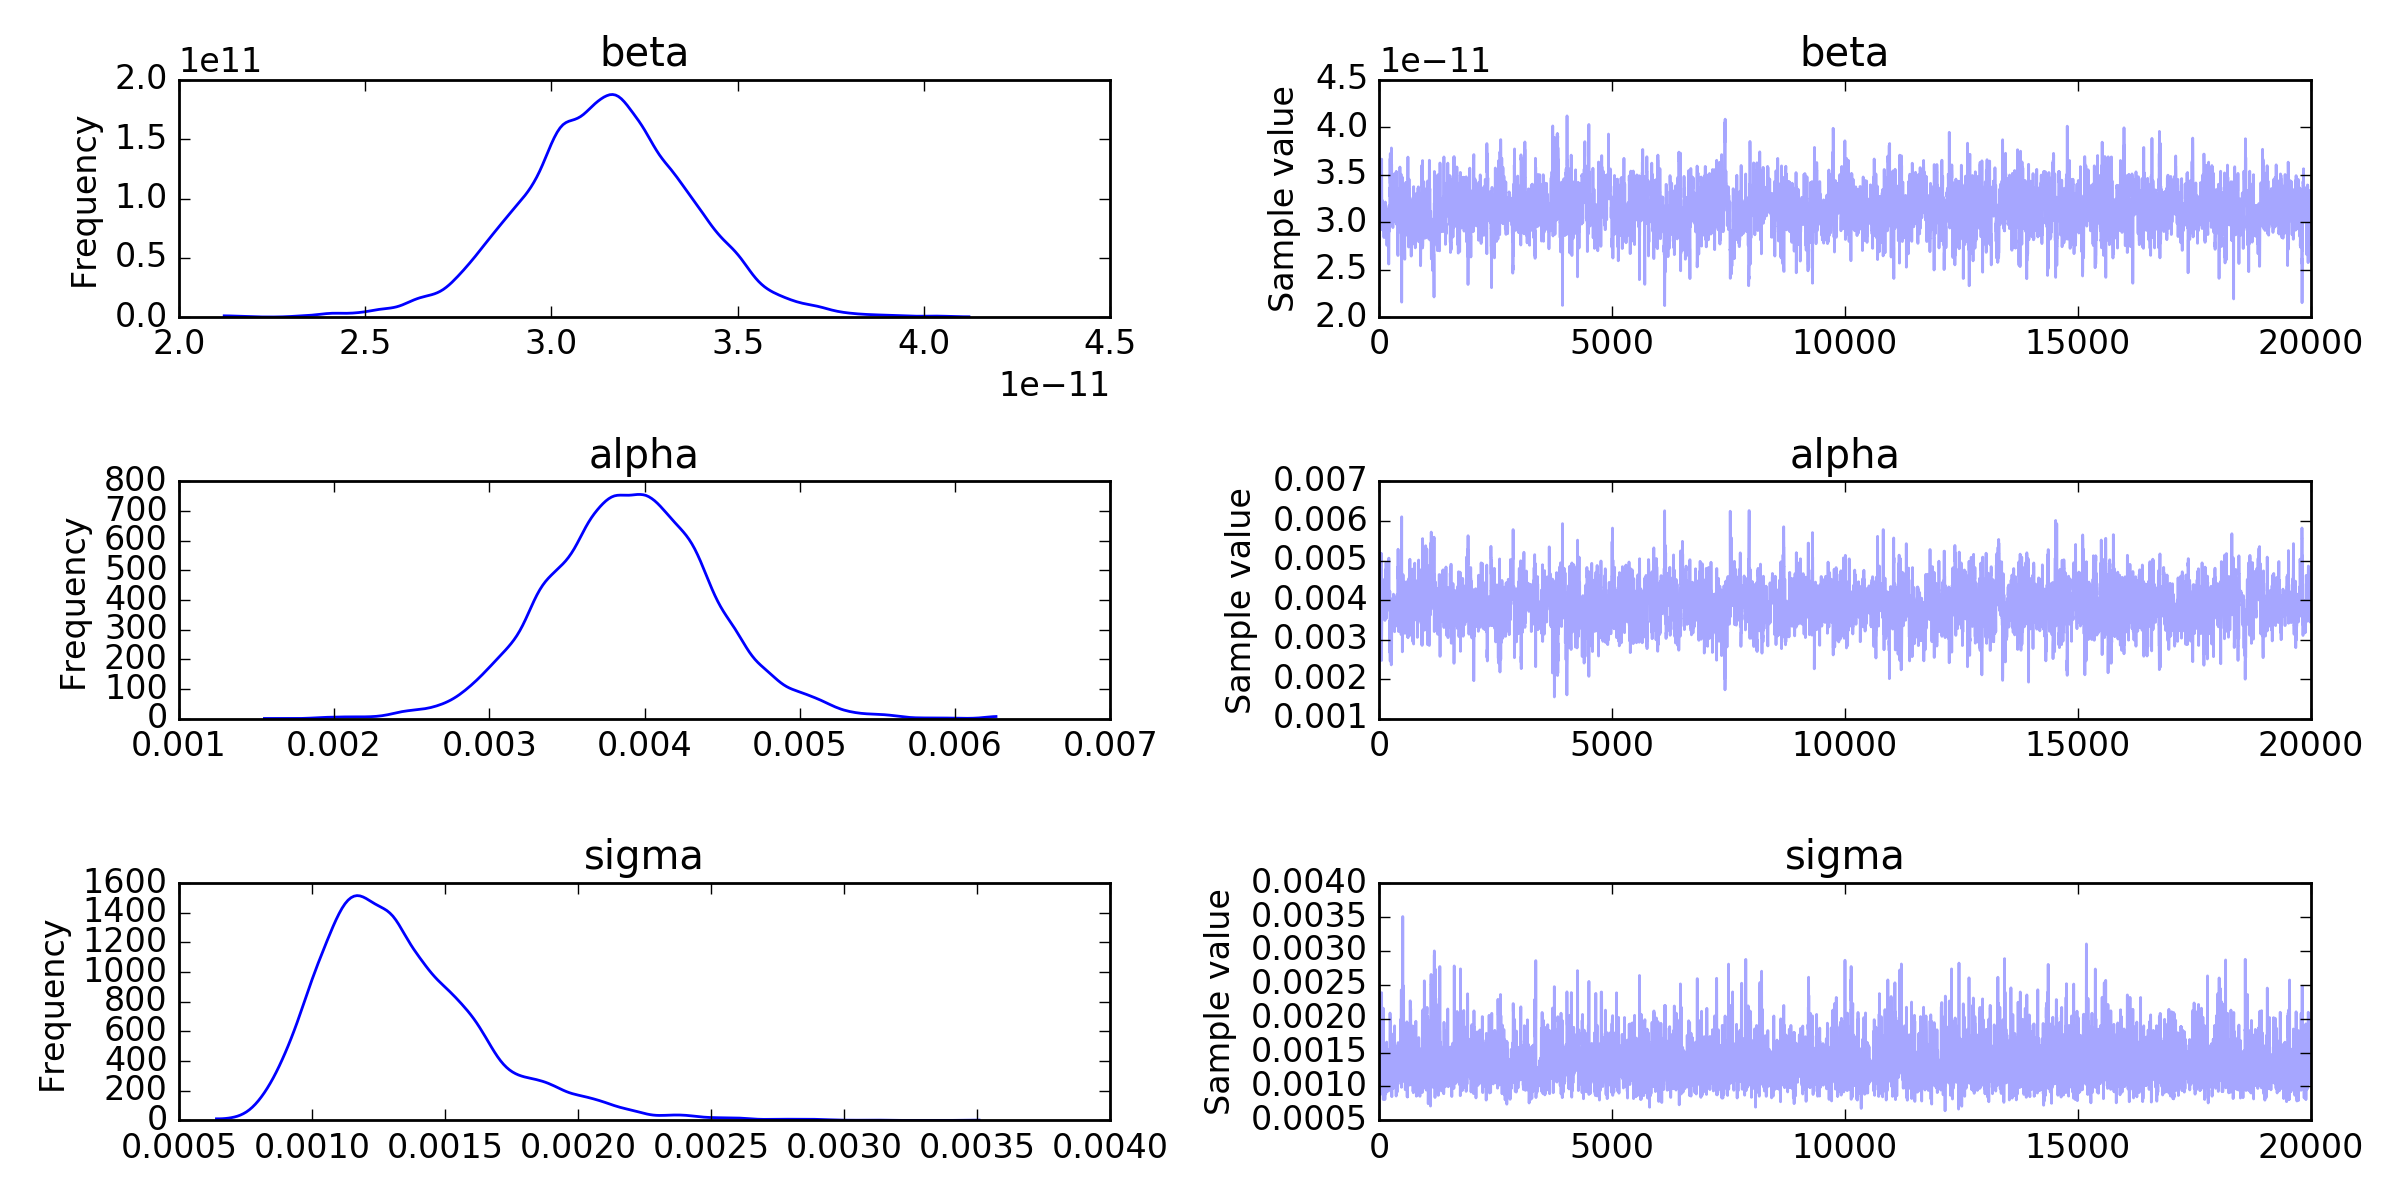 beta
1e11
2.0
1.5
1.0
0.5
0.0
Frequency
2.0 2.5 3.0 3.5 4.0 4.5
1e−11
beta
1e−11
4.5
4.0
3.5
3.0
2.5
2.0
Sample value
0 5000 10000 15000 20000
alpha
800
700
600
500
400
300
200
100
0
Frequency
0.001 0.002 0.003 0.004 0.005 0.006 0.007
alpha
0.007
0.006
0.005
0.004
0.003
0.002
0.001
Sample value
0 5000 10000 15000 20000
sigma
1600
1400
1200
1000
800
600
400
200
0
Frequency
0.0005 0.0010 0.0015 0.0020 0.0025 0.0030 0.0035 0.0040
sigma
0.0040
0.0035
0.0030
0.0025
0.0020
0.0015
0.0010
0.0005
Sample value
0 5000 10000 15000 20000